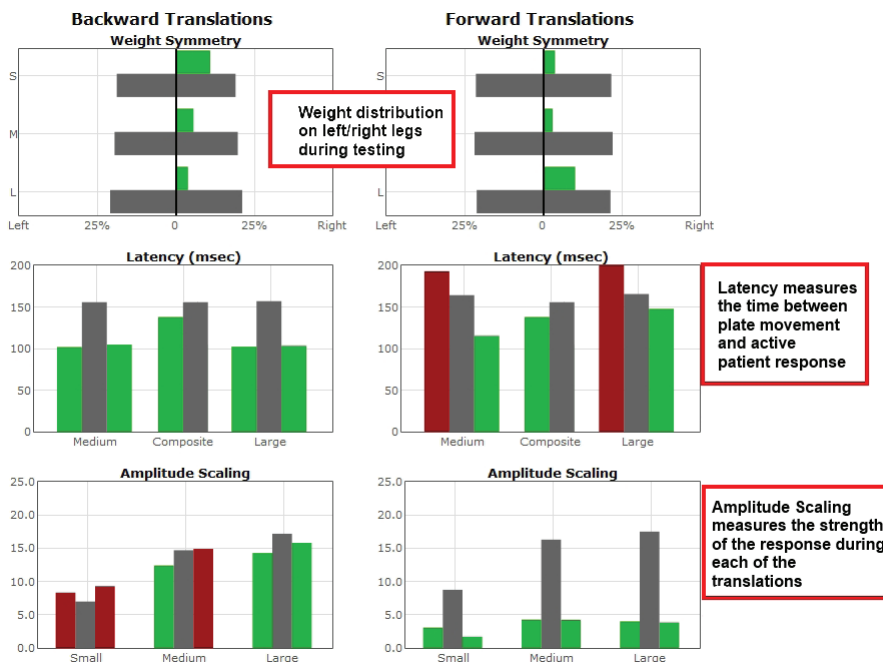 Backward Translations
Weight Symmetry
S
M
L
Left 25% 0 25% Right
Forward Translations
Weight Symmetry
S
M
L
Left 25% 0 25% Right
Weight distribution
on left/right legs
during testing
Latency (msec)
200
150
100
50
0
Medium Composite Large
Latency (msec)
200
150
100
50
0
Medium Composite Large
Latency measures
the time between
plate movement
and active
patient response
Amplitude Scaling
25.0
20.0
15.0
10.0
5.0
0.0
Small Medium Large
Amplitude Scaling
25.0
20.0
15.0
10.0
5.0
0.0
Small Medium Large
Amplitude Scaling
measures the strength
of the response during
each of the
translations